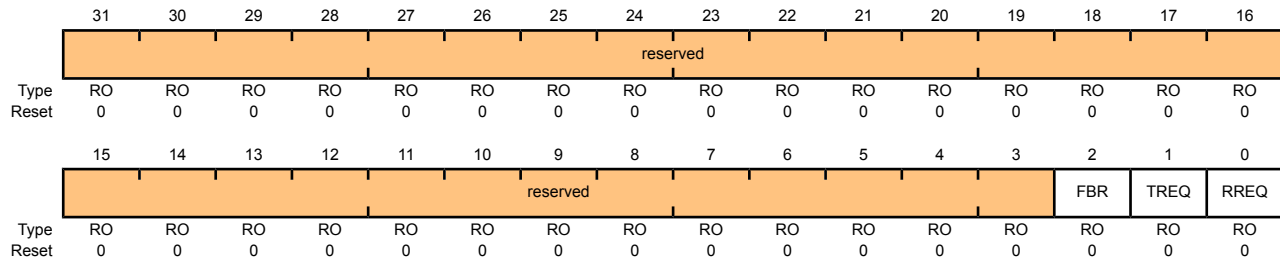 31 30 29 28 27 26 25 24 23 22 21 20 19 18 17 16
reserved
Type RO RO RO RO RO RO RO RO RO RO RO RO RO RO RO RO
Reset 0 0 0 0 0 0 0 0 0 0 0 0 0 0 0 0
15 14 13 12 11 10 9 8 7 6 5 4 3 2 1 0
reserved FBR TREQ RREQ
Type RO RO RO RO RO RO RO RO RO RO RO RO RO RO RO RO
Reset 0 0 0 0 0 0 0 0 0 0 0 0 0 0 0 0